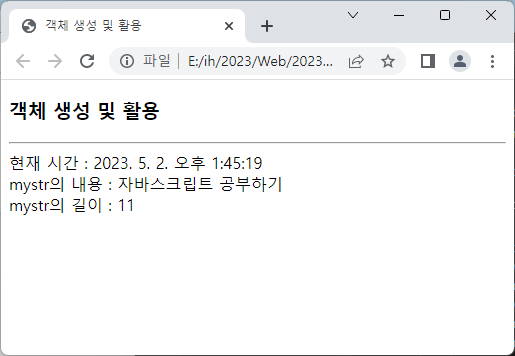 객체 생성 및 활용
파일 | E:/ih/2023/Web/2023...
객체 생성 및 활용
현재 시간 : 2023. 5. 2. 오후 1:45:19
mystr의 내용 : 자바스크립트 공부하기
mystr의 길이 : 11